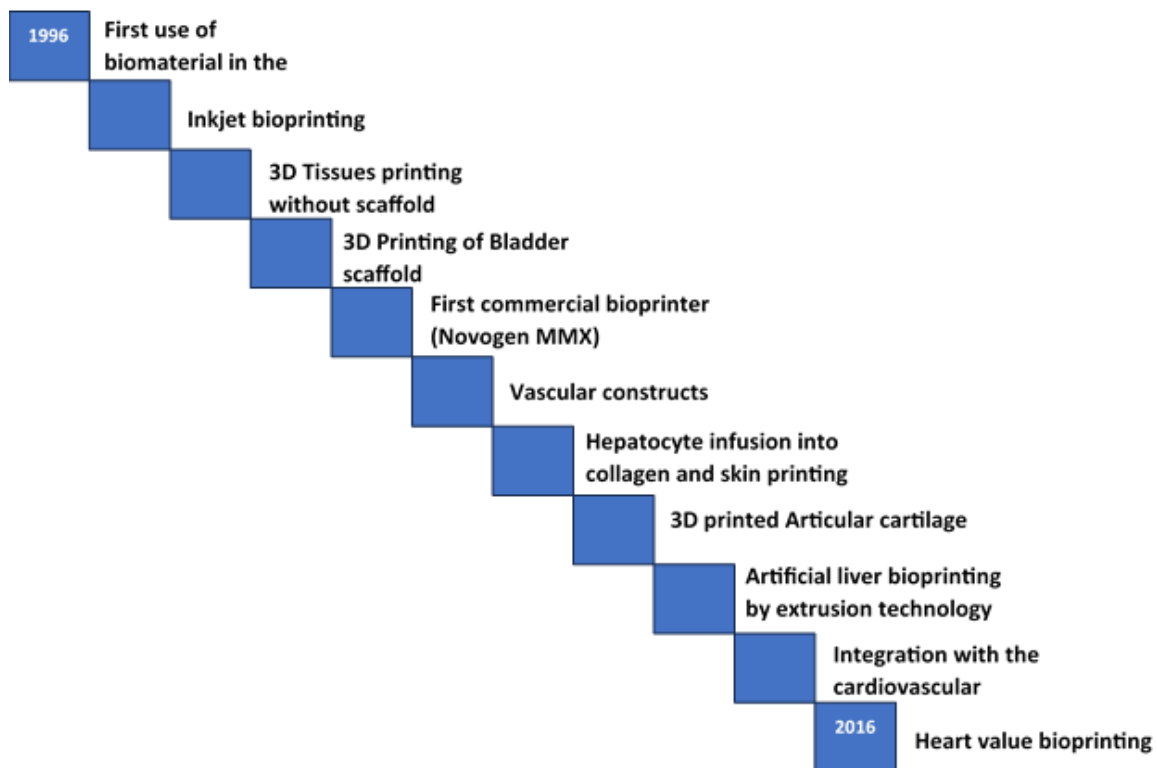 1996
First use of
biomaterial in the
Inkjet bioprinting
3D Tissues printing
without scaffold
3D Printing of Bladder
scaffold
First commercial bioprinter
(Novogen MMX)
Vascular constructs
Hepatocyte infusion into
collagen and skin printing
3D printed Articular cartilage
Artificial liver bioprinting
by extrusion technology
Integration with the
cardiovascular
2016
Heart value bioprinting